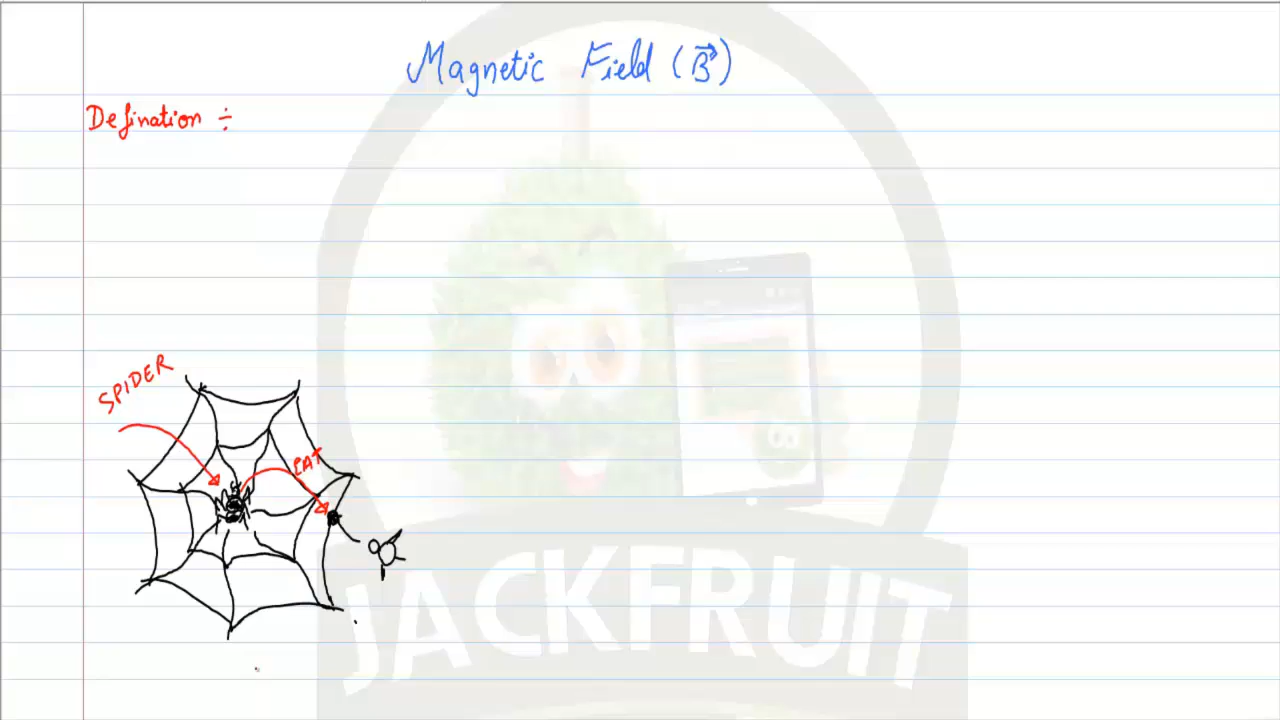 Magnetic Field (B⃗)
Defination ÷
SPIDER
EAT
JACKFRUIT